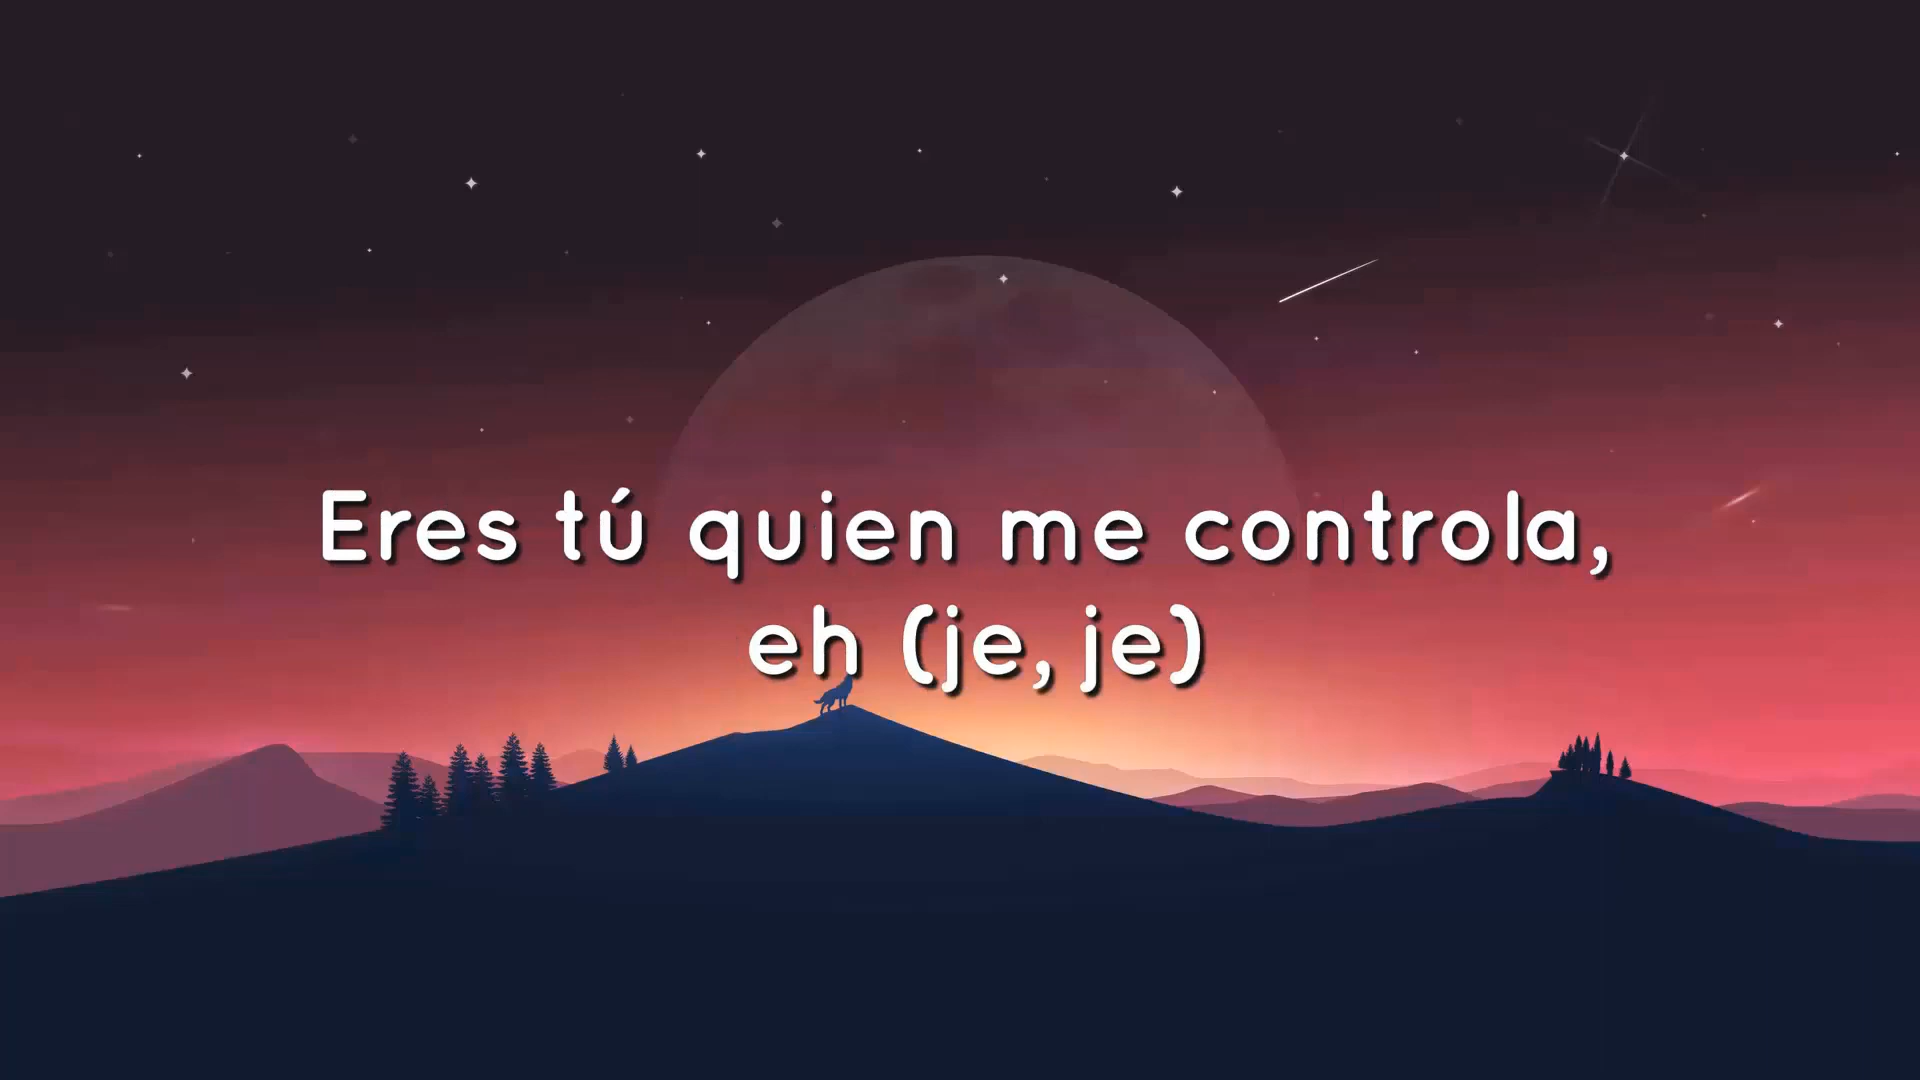 Eres tú quien me controla,
eh (je, je)